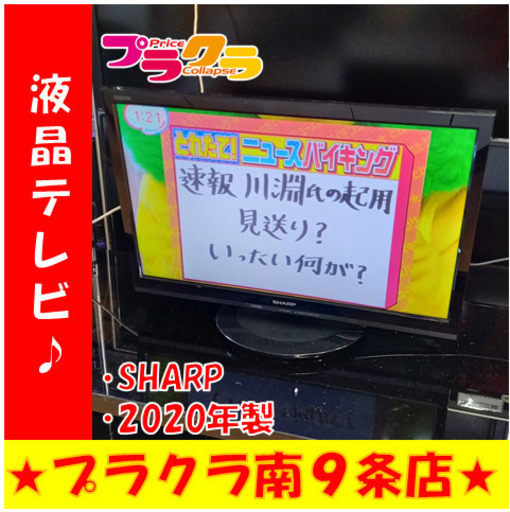 Price
プラクラ
Collapse
液晶テレビ♪
1:21
とれたて!ニュースバイキング
速報 川淵氏の起用
見送り?
いったい何が?
SHARP
・SHARP
・2020年製
★プラクラ南9条店★